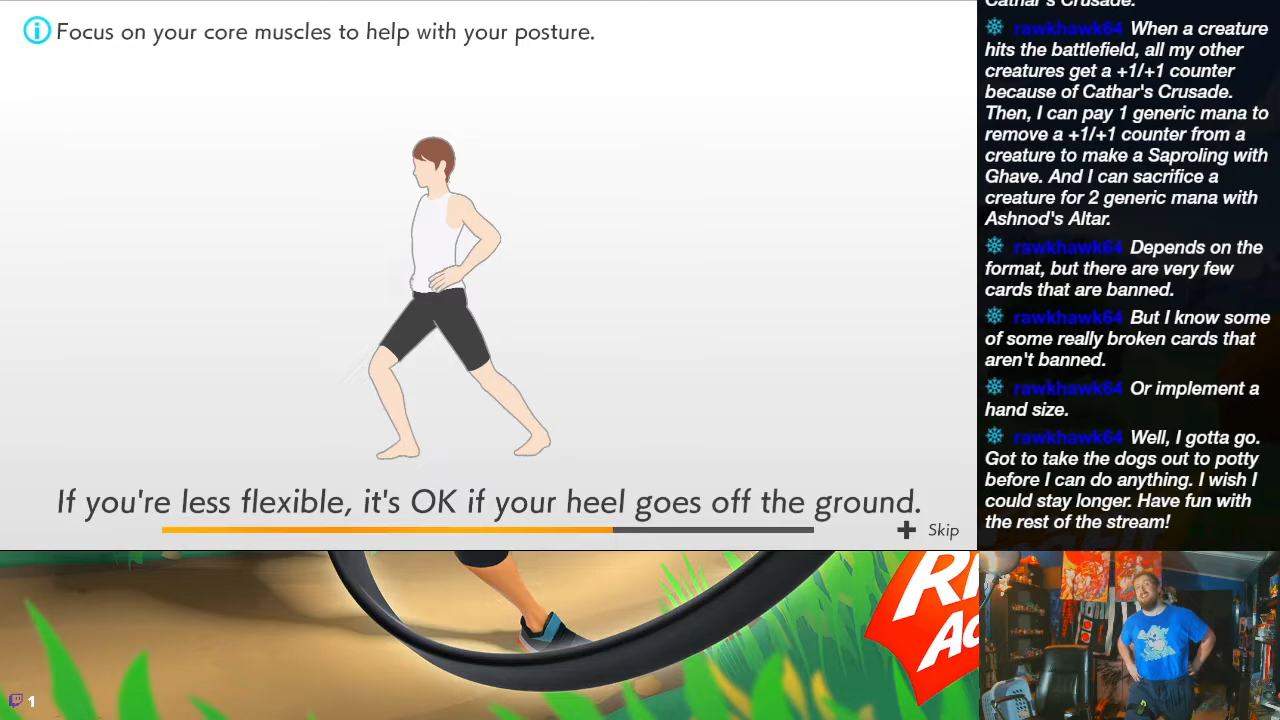 Focus on your core muscles to help with your posture.
If you're less flexible, it's OK if your heel goes off the ground.
+ Skip
Cathar's Crusade.
rawkhawk64 When a creature
hits the battlefield, all my other
creatures get a +1/+1 counter
because of Cathar's Crusade.
Then, I can pay 1 generic mana to
remove a +1/+1 counter from a
creature to make a Saproling with
Ghave. And I can sacrifice a
creature for 2 generic mana with
Ashnod's Altar.
rawkhawk64 Depends on the
format, but there are very few
cards that are banned.
rawkhawk64 But I know some
of some really broken cards that
aren't banned.
rawkhawk64 Or implement a
hand size.
rawkhawk64 Well, I gotta go.
Got to take the dogs out to potty
before I can do anything. I wish I
could stay longer. Have fun with
the rest of the stream!
1